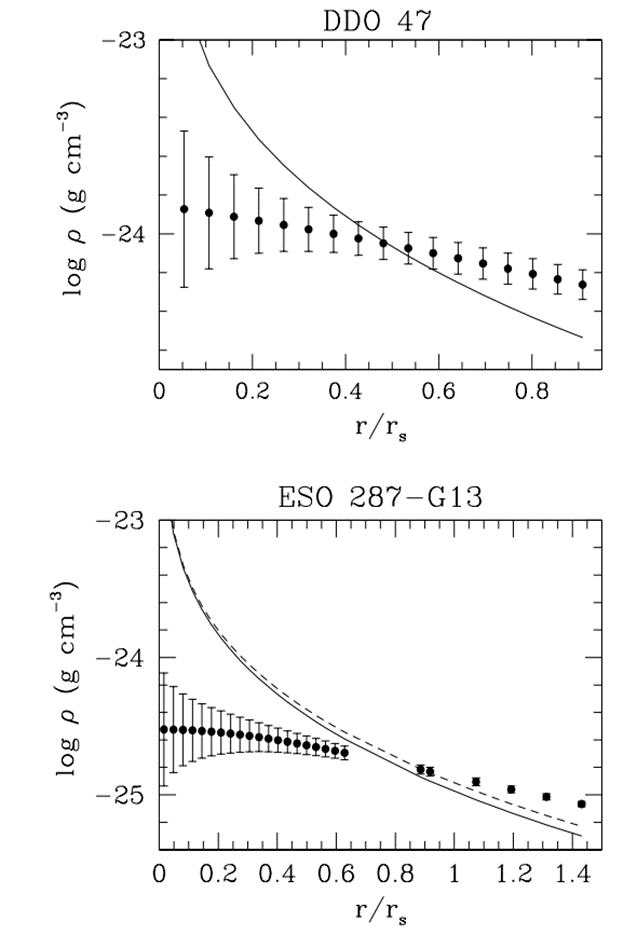 DDO 47
−23
−24
log ρ (g cm⁻³)
0 0.2 0.4 0.6 0.8
r/rₛ
ESO 287−G13
−23
−24
−25
log ρ (g cm⁻³)
0 0.2 0.4 0.6 0.8 1 1.2 1.4
r/rₛ